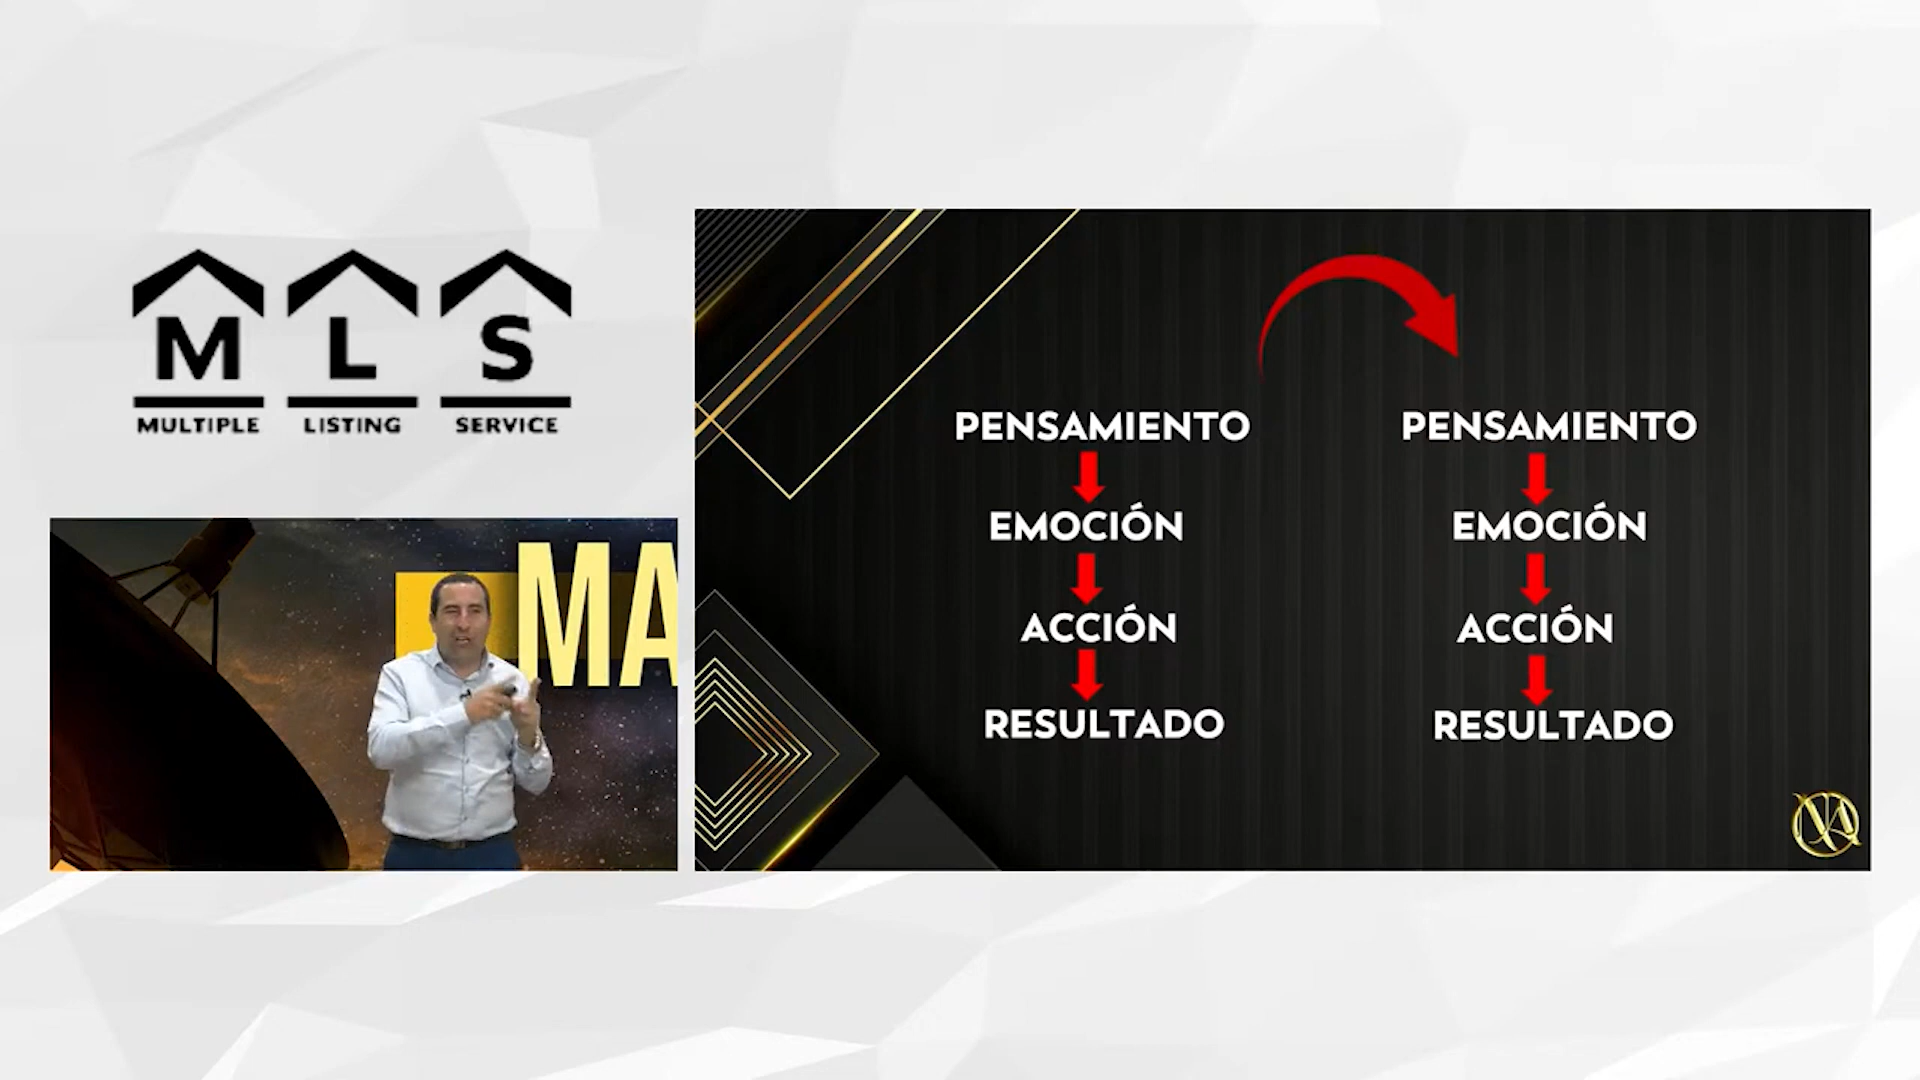 M L S
MULTIPLE LISTING SERVICE
MA
PENSAMIENTO
EMOCIÓN
ACCIÓN
RESULTADO
PENSAMIENTO
EMOCIÓN
ACCIÓN
RESULTADO